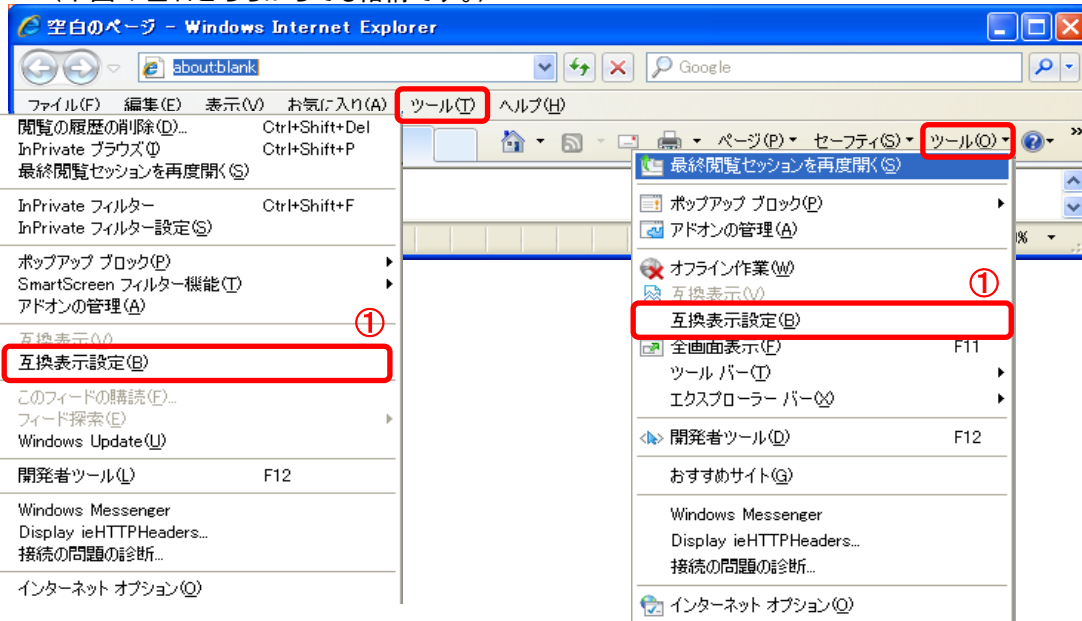 空白のページ - Windows Internet Explorer
about:blank
Google
ファイル(F) 編集(E) 表示(V) お気に入り(A) ツール(T) ヘルプ(H)
ページ(P) セーフティ(S) ツール(O) »
閲覧の履歴の削除(D)... Ctrl+Shift+Del
InPrivate ブラウズ(I) Ctrl+Shift+P
最終閲覧セッションを再度開く(S)
InPrivate フィルター Ctrl+Shift+F
InPrivate フィルター設定(S)
ポップアップ ブロック(P)
SmartScreen フィルター機能(T)
アドオンの管理(A)
①
互換表示(V)
互換表示設定(B)
このフィードの購読(F)...
フィード探索(E)
Windows Update(U)
開発者ツール(L) F12
Windows Messenger
Display ieHTTPHeaders...
接続の問題の診断...
インターネット オプション(O)
最終閲覧セッションを再度開く(S)
ポップアップ ブロック(P)
アドオンの管理(A)
%
オフライン作業(W)
①
互換表示(V)
互換表示設定(B)
全画面表示(F) F11
ツール バー(T)
エクスプローラー バー(X)
開発者ツール(D) F12
おすすめサイト(G)
Windows Messenger
Display ieHTTPHeaders...
接続の問題の診断...
インターネット オプション(O)